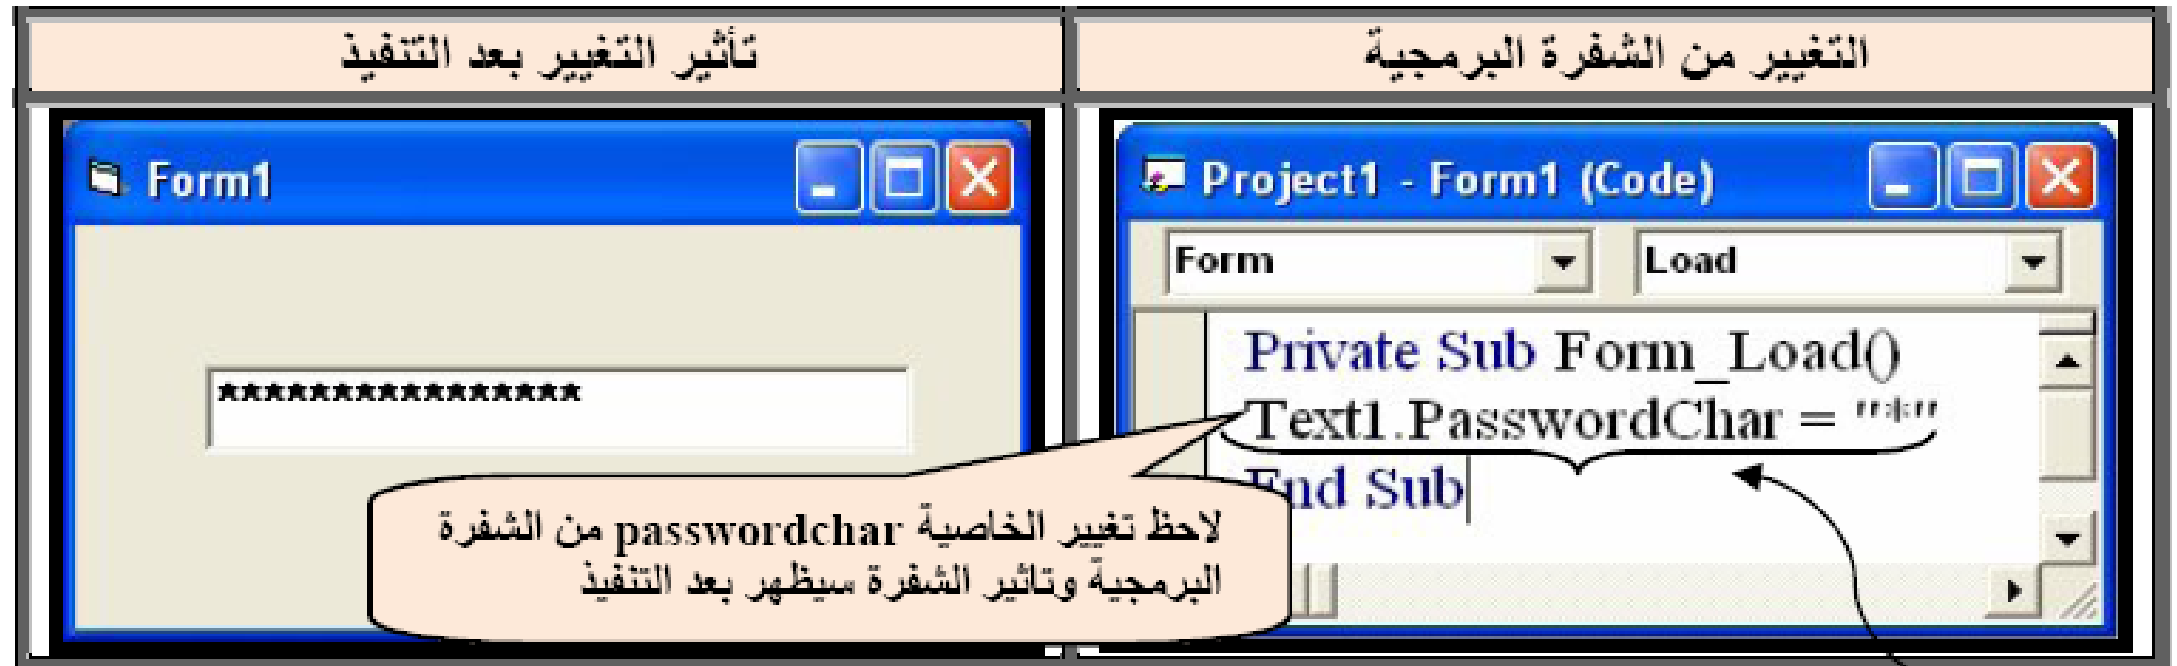 التغيير من الشفرة البرمجية
تأثير التغيير بعد التنفيذ
Project1 - Form1 (Code)
Form
Load
Private Sub Form_Load()
Text1.PasswordChar = "*"
End Sub
Form1
****************
لاحظ تغيير الخاصية passwordchar من الشفرة
البرمجية وتاثير الشفرة سيظهر بعد التنفيذ